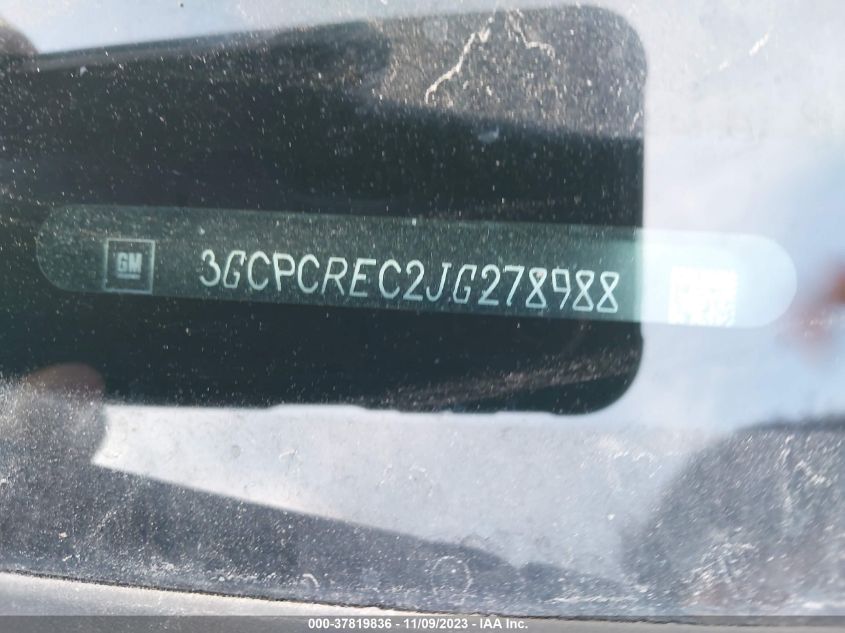 GM 3GCPCREC2JG278988
000-37819836 - 11/09/2023 - IAA Inc.